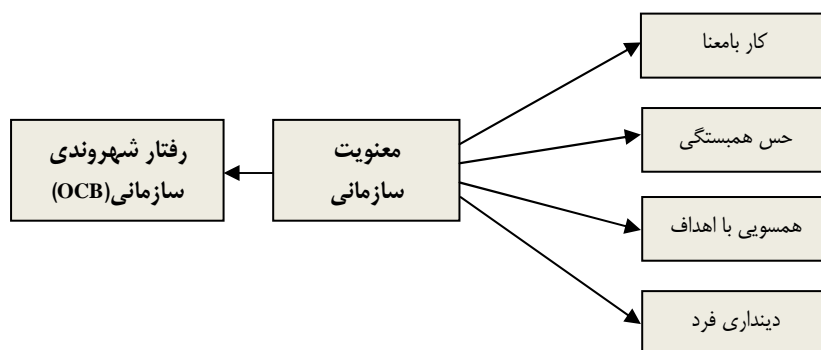 کار بامعنا
حس همبستگی
همسویی با اهداف
دینداری فرد
معنویت
سازمانی
رفتار شهروندی
سازمانی(OCB)